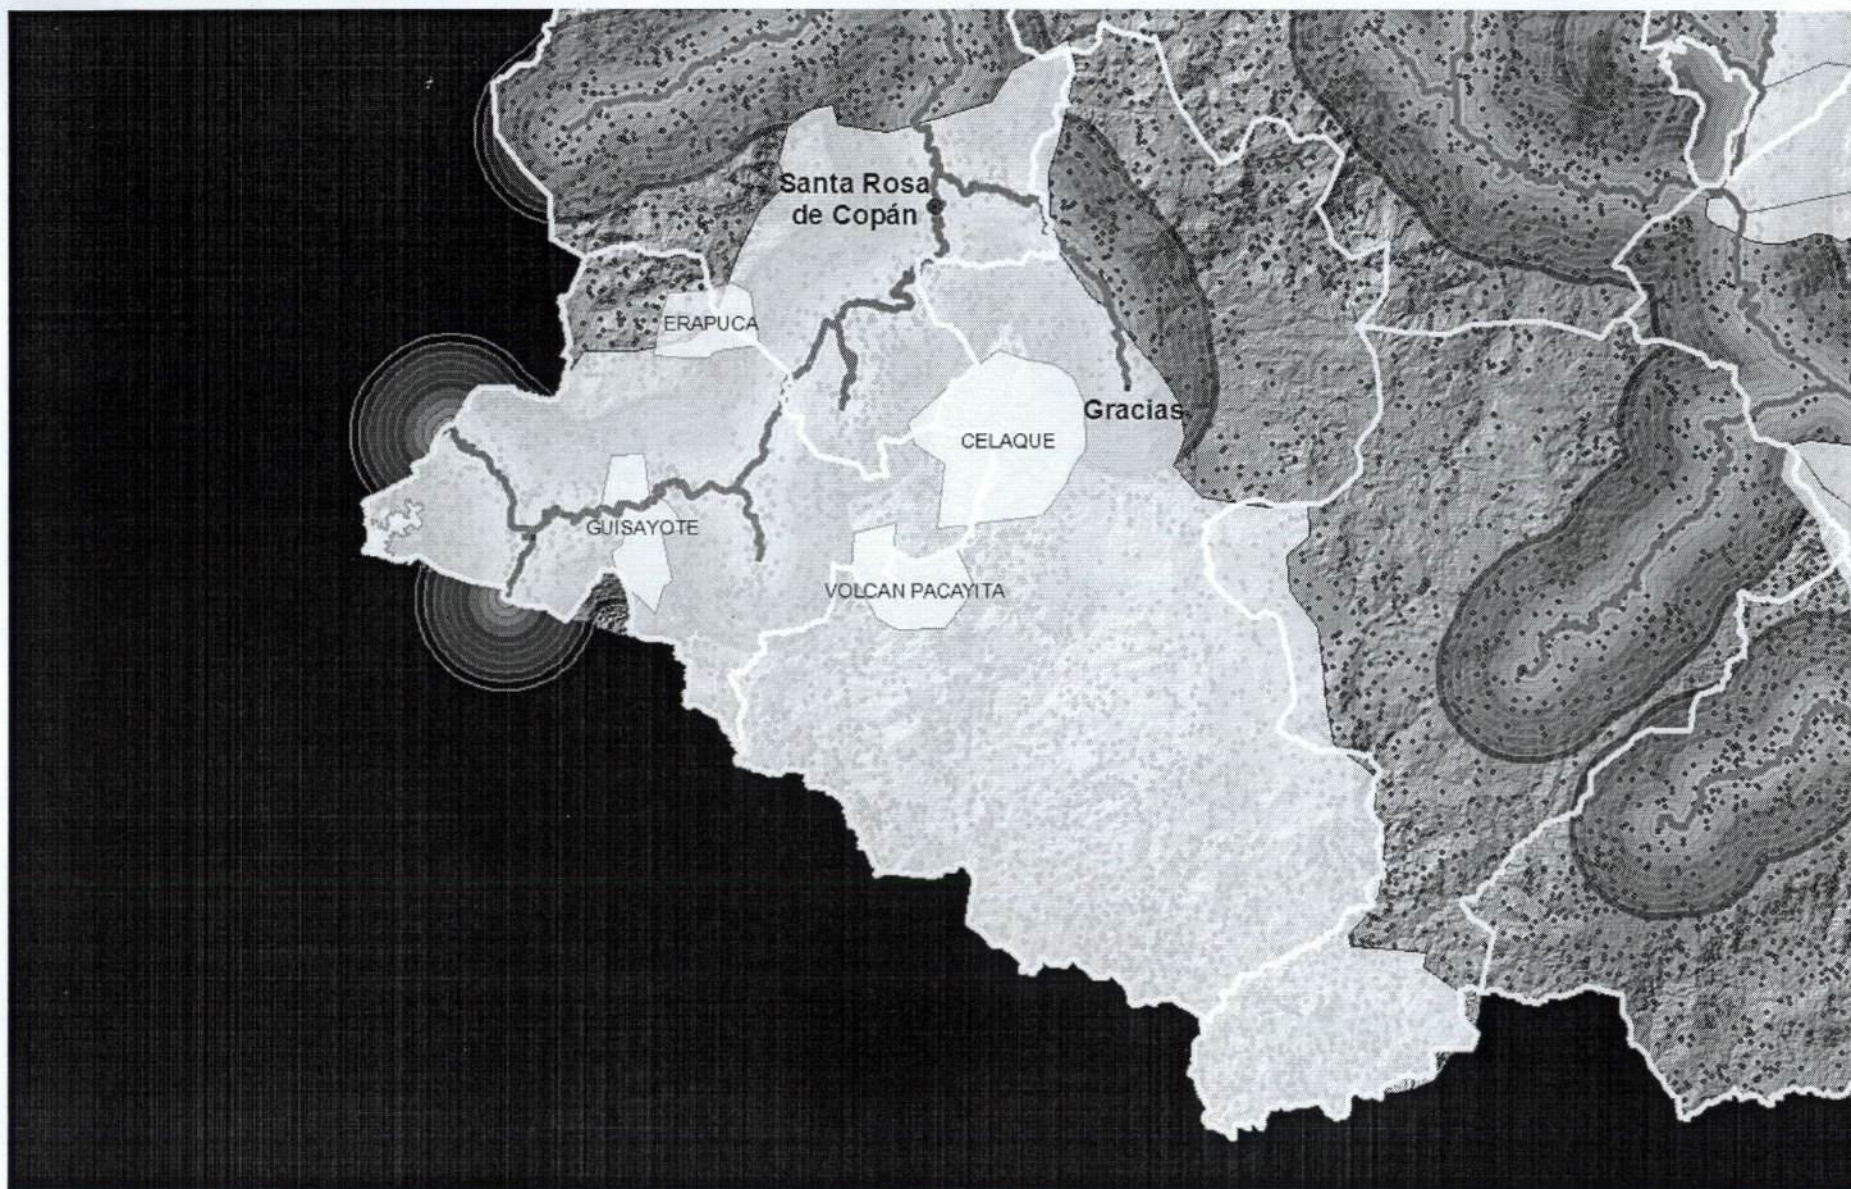 Santa Rosa
de Copán
ERAPUCA
Gracias
CELAQUE
GUISAYOTE
VOLCAN PACAYITA